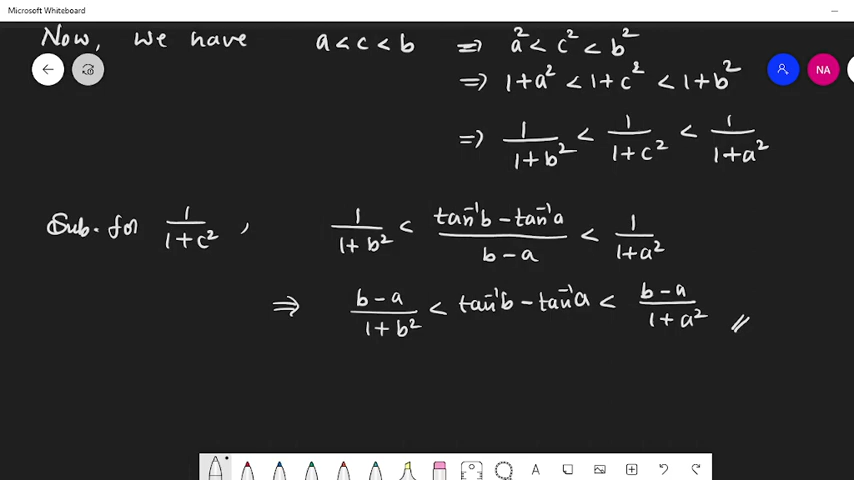 Microsoft Whiteboard
Now, we have a < c < b ⇒ a² < c² < b²
⇒ 1+a² < 1+c² < 1+b²
NA
⇒ 1/(1+b²) < 1/(1+c²) < 1/(1+a²)
Sub. for 1/(1+c²), 1/(1+b²) < (tan⁻¹b − tan⁻¹a)/(b−a) < 1/(1+a²)
⇒ (b−a)/(1+b²) < tan⁻¹b − tan⁻¹a < (b−a)/(1+a²) //
A